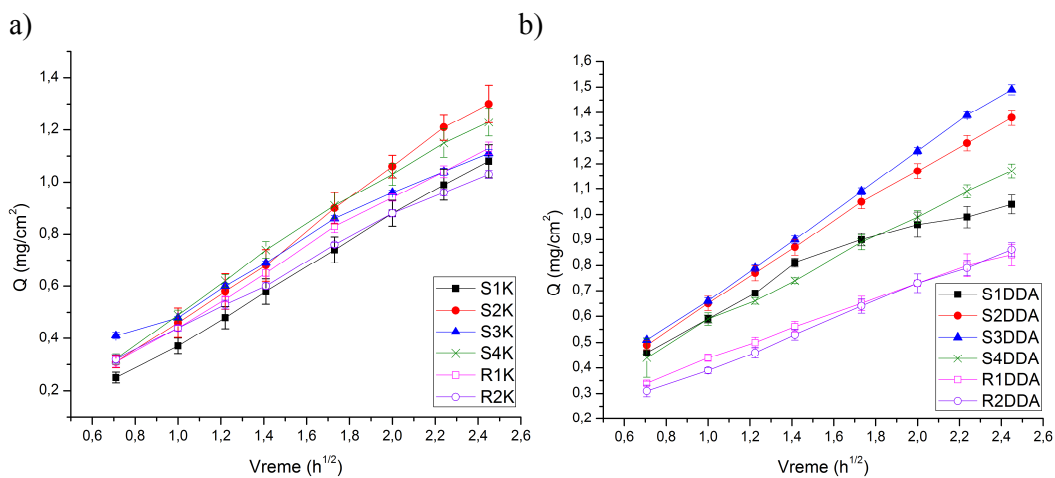 a)
b)
Q (mg/cm²)
1,4
1,2
1,0
0,8
0,6
0,4
0,2
0,6 0,8 1,0 1,2 1,4 1,6 1,8 2,0 2,2 2,4 2,6
Vreme (h^1/2)
S1K
S2K
S3K
S4K
R1K
R2K
Q (mg/cm²)
1,6
1,5
1,4
1,3
1,2
1,1
1,0
0,9
0,8
0,7
0,6
0,5
0,4
0,3
0,2
0,6 0,8 1,0 1,2 1,4 1,6 1,8 2,0 2,2 2,4 2,6
Vreme (h^1/2)
S1DDA
S2DDA
S3DDA
S4DDA
R1DDA
R2DDA